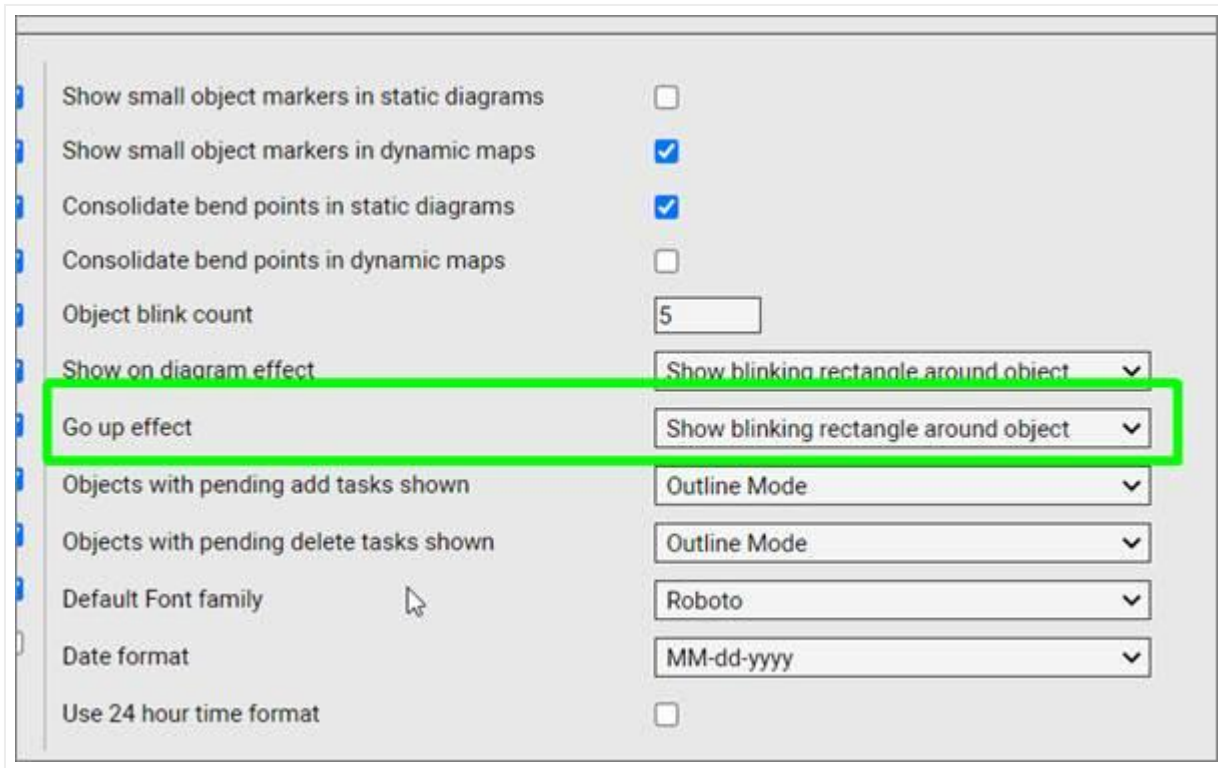 Show small object markers in static diagrams
Show small object markers in dynamic maps
Consolidate bend points in static diagrams
Consolidate bend points in dynamic maps
Object blink count 5
Show on diagram effect Show blinking rectangle around object
Go up effect Show blinking rectangle around object
Objects with pending add tasks shown Outline Mode
Objects with pending delete tasks shown Outline Mode
Default Font family Roboto
Date format MM-dd-yyyy
Use 24 hour time format